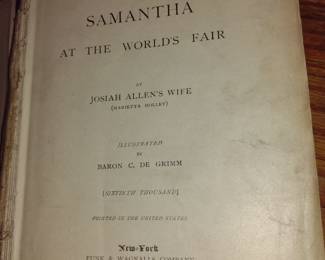 SAMANTHA
AT THE WORLD'S FAIR
BY
JOSIAH ALLEN'S WIFE
(MARIETTA HOLLEY)
ILLUSTRATED
BY
BARON C. DE GRIMM
THOUSAND]
PRINTED IN THE UNITED STATES
New-York
FUNK & WAGNALLS COMPANY